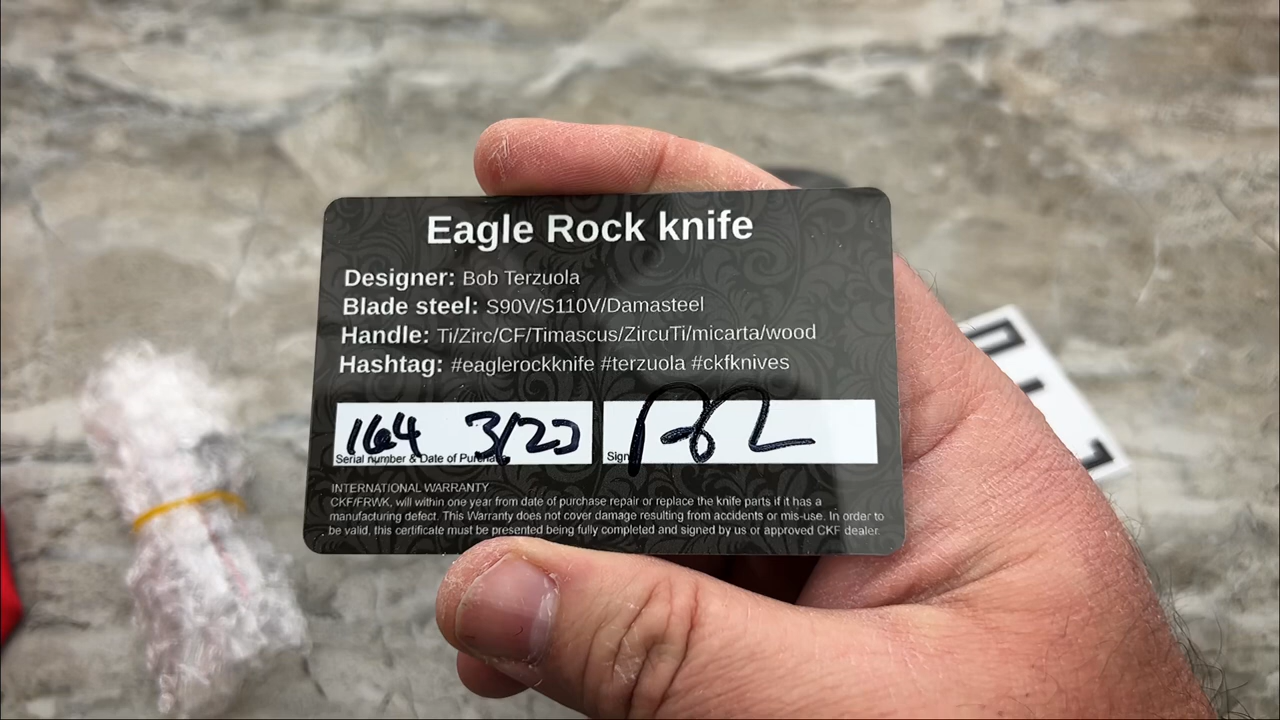 Eagle Rock knife
Designer: Bob Terzuola
Blade steel: S90V/S110V/Damasteel
Handle: Ti/Zirc/CF/Timascus/ZircuTi/micarta/wood
Hashtag: #eaglerockknife #terzuola #ckfknives
164 3/22
Serial number & Date of Purchase
Sign
INTERNATIONAL WARRANTY
CKF/FRWK, will within one year from date of purchase repair or replace the knife parts if it has a
manufacturing defect. This Warranty does not cover damage resulting from accidents or mis-use. In order to
be valid, this certificate must be presented being fully completed and signed by us or approved CKF dealer.